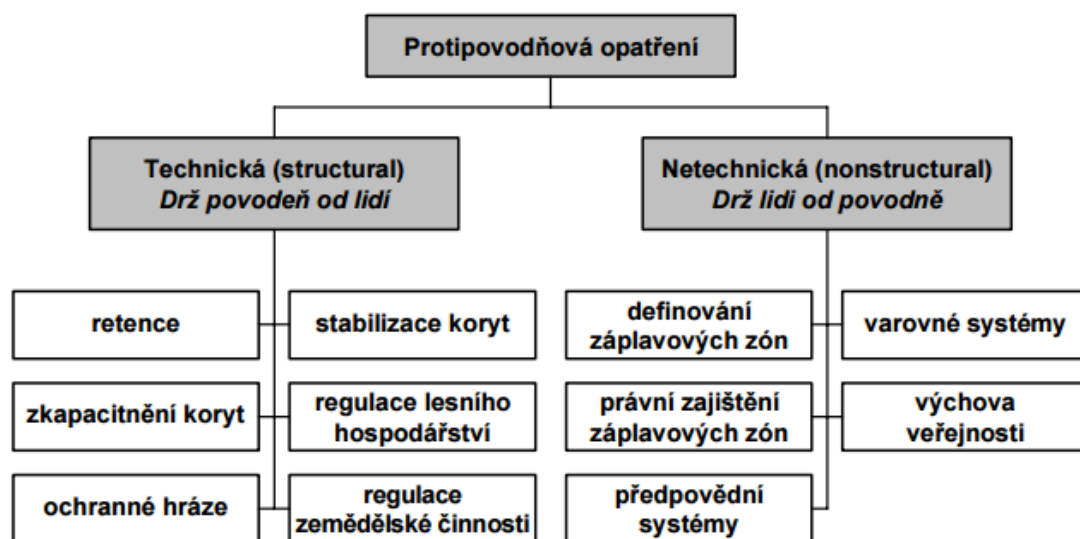 Protipovodňová opatření
Technická (structural)
Drž povodeň od lidí
Netechnická (nonstructural)
Drž lidi od povodně
retence
stabilizace koryt
definování
záplavových zón
varovné systémy
zkapacitnění koryt
regulace lesního
hospodářství
právní zajištění
záplavových zón
výchova
veřejnosti
ochranné hráze
regulace
zemědělské činnosti
předpovědní
systémy